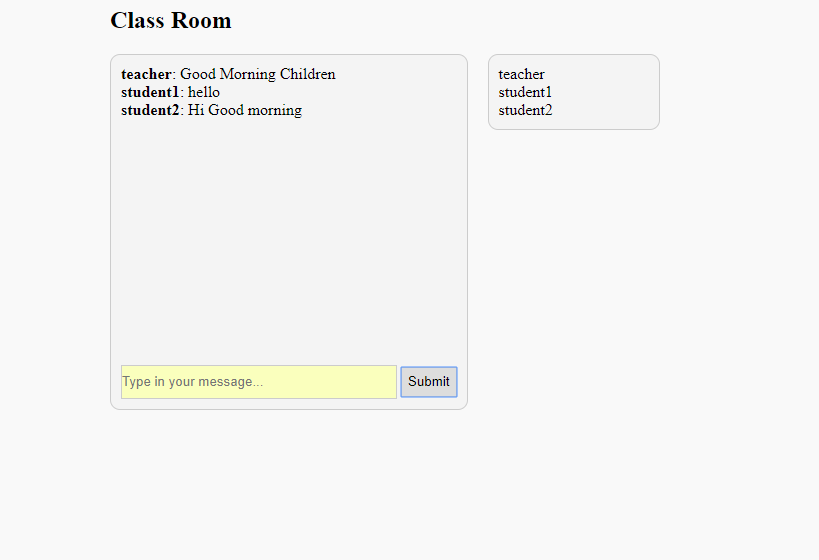 Class Room
teacher: Good Morning Children
student1: hello
student2: Hi Good morning
Type in your message...
Submit
teacher
student1
student2